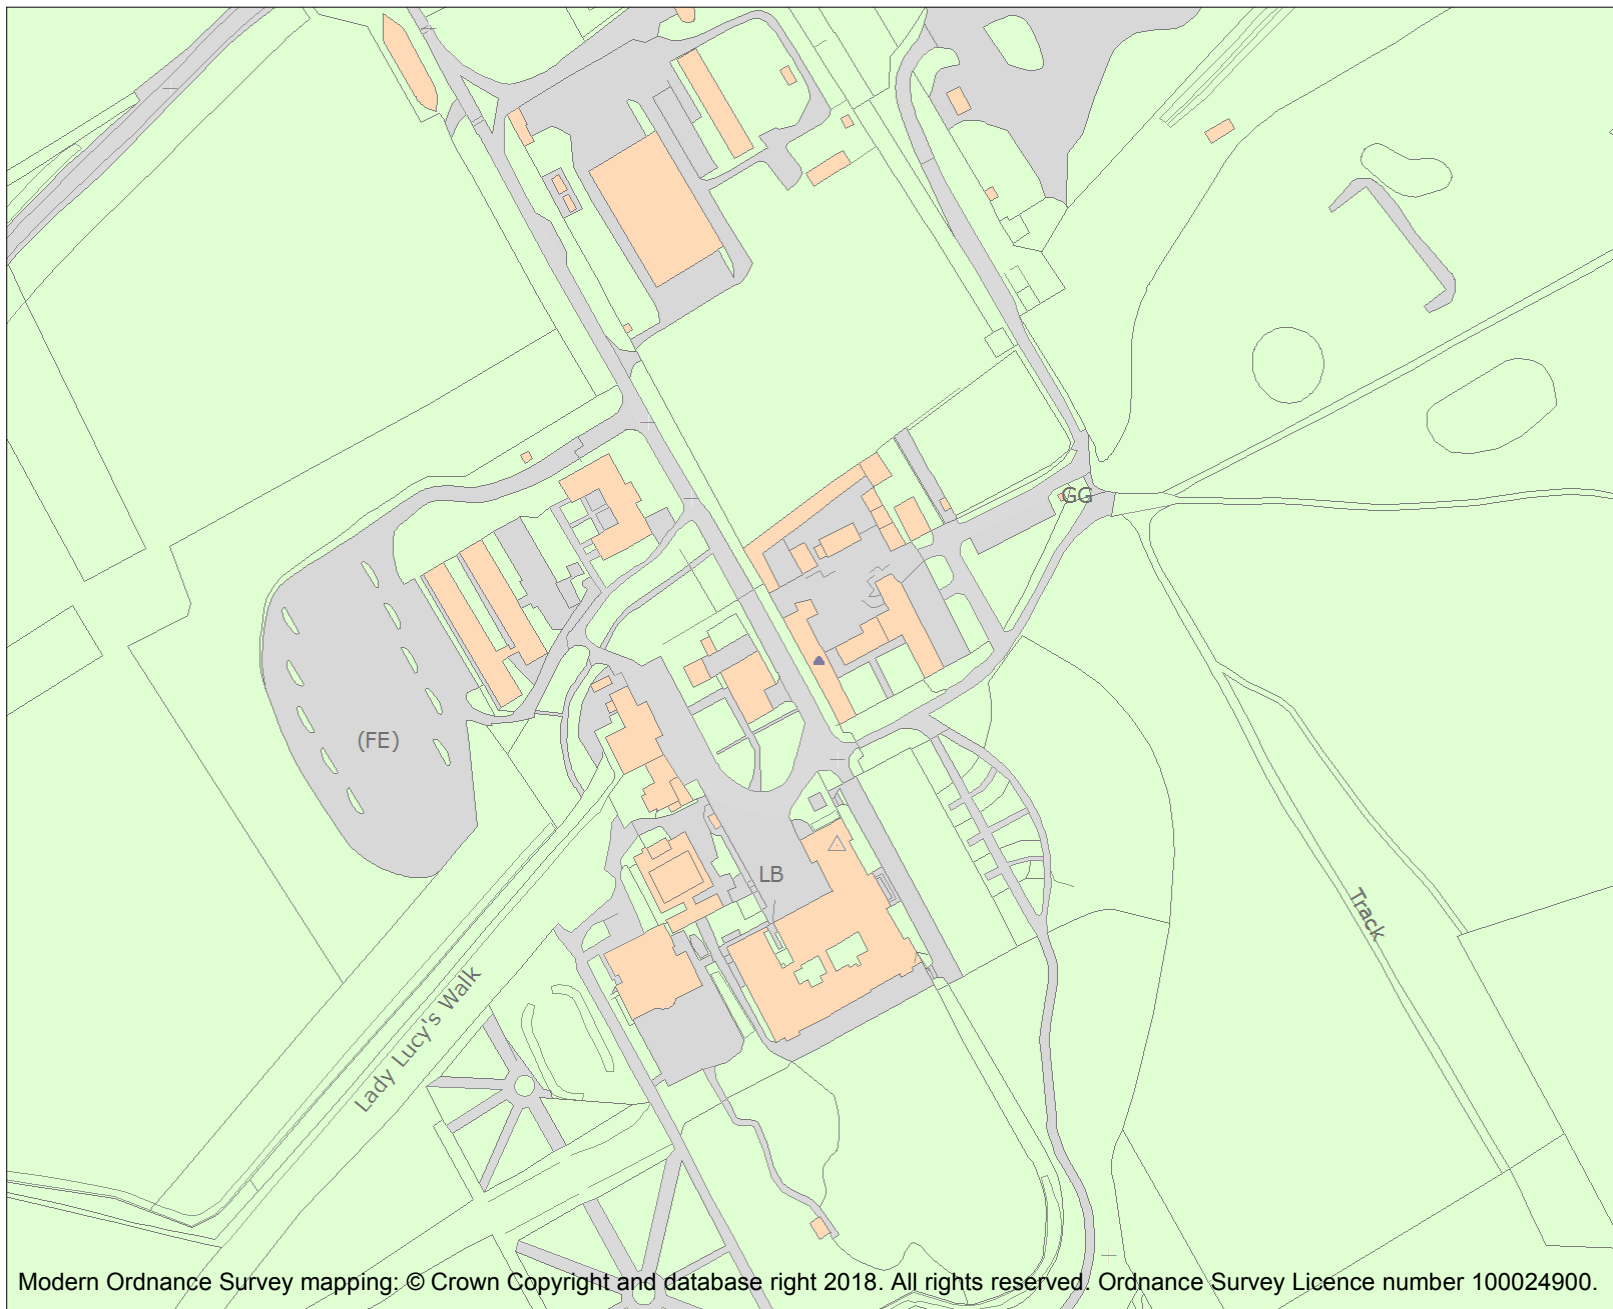 GG
(FE)
LB
Track
Lady Lucy's Walk
Modern Ordnance Survey mapping: © Crown Copyright and database right 2018. All rights reserved. Ordnance Survey Licence number 100024900.